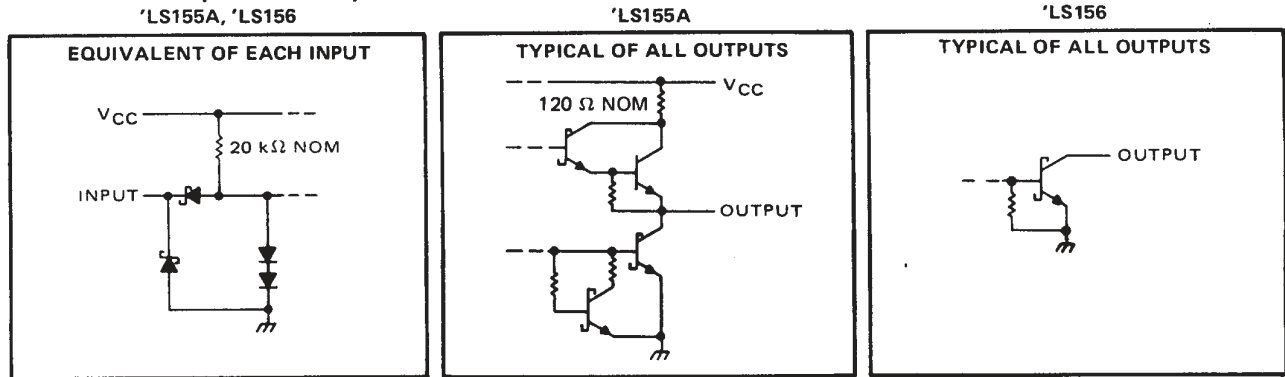 'LS155A, 'LS156
EQUIVALENT OF EACH INPUT
VCC
20 kΩ NOM
INPUT
'LS155A
TYPICAL OF ALL OUTPUTS
VCC
120 Ω NOM
OUTPUT
'LS156
TYPICAL OF ALL OUTPUTS
OUTPUT